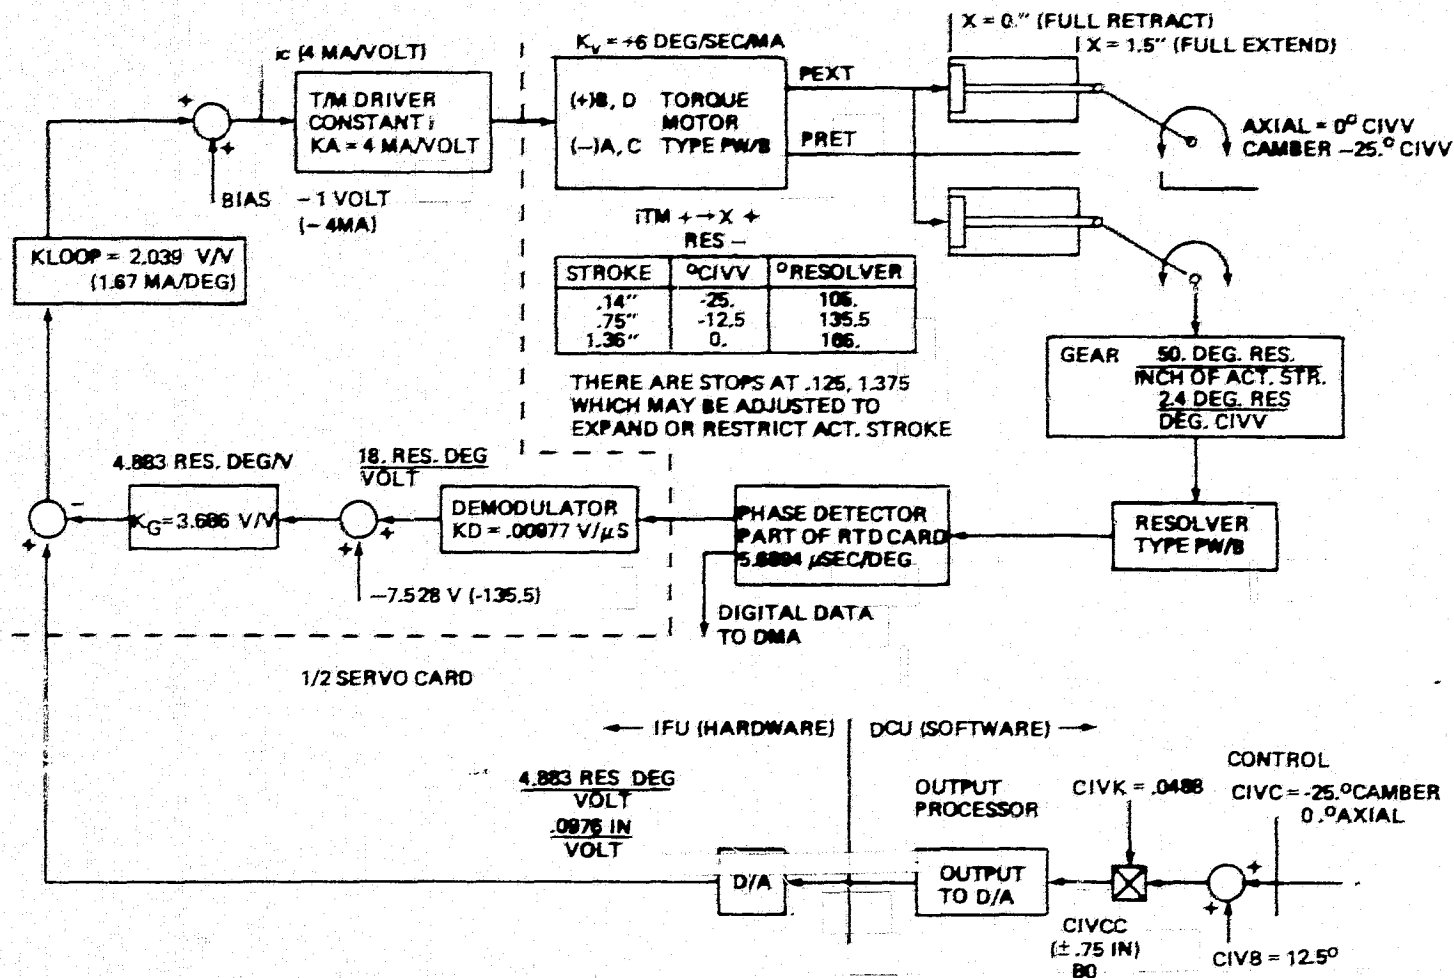 X = 0." (FULL RETRACT)
X = 1.5" (FULL EXTEND)
ic (4 MA/VOLT)
K_v = +6 DEG/SEC/MA
T/M DRIVER
CONSTANT
KA = 4 MA/VOLT
(+)B, D TORQUE
MOTOR
(−)A, C TYPE PW/B
PEXT
PRET
AXIAL = 0° CIVV
CAMBER −25.° CIVV
BIAS −1 VOLT
(−4MA)
KLOOP = 2.039 V/V
(1.67 MA/DEG)
iTM + → X +
RES −
STROKE °CIVV °RESOLVER
.14" -25. 106.
.75" -12.5 135.5
1.36" 0. 166.
THERE ARE STOPS AT .125, 1.375
WHICH MAY BE ADJUSTED TO
EXPAND OR RESTRICT ACT. STROKE
GEAR 50. DEG. RES.
INCH OF ACT. STR.
2.4 DEG. RES
DEG. CIVV
4.883 RES. DEG/V
18. RES. DEG
VOLT
K_G = 3.686 V/V
DEMODULATOR
KD = .00977 V/μS
PHASE DETECTOR
PART OF RTD CARD
5.6894 μSEC/DEG
RESOLVER
TYPE PW/B
−7.528 V (-135.5)
DIGITAL DATA
TO DMA
1/2 SERVO CARD
← IFU (HARDWARE)
DCU (SOFTWARE) →
4.883 RES DEG
VOLT
.0976 IN
VOLT
OUTPUT
PROCESSOR
CIVK = .0488
CONTROL
CIVC = -25.° CAMBER
0.° AXIAL
D/A
OUTPUT
TO D/A
CIVCC
(± .75 IN)
B0
CIVB = 12.5°